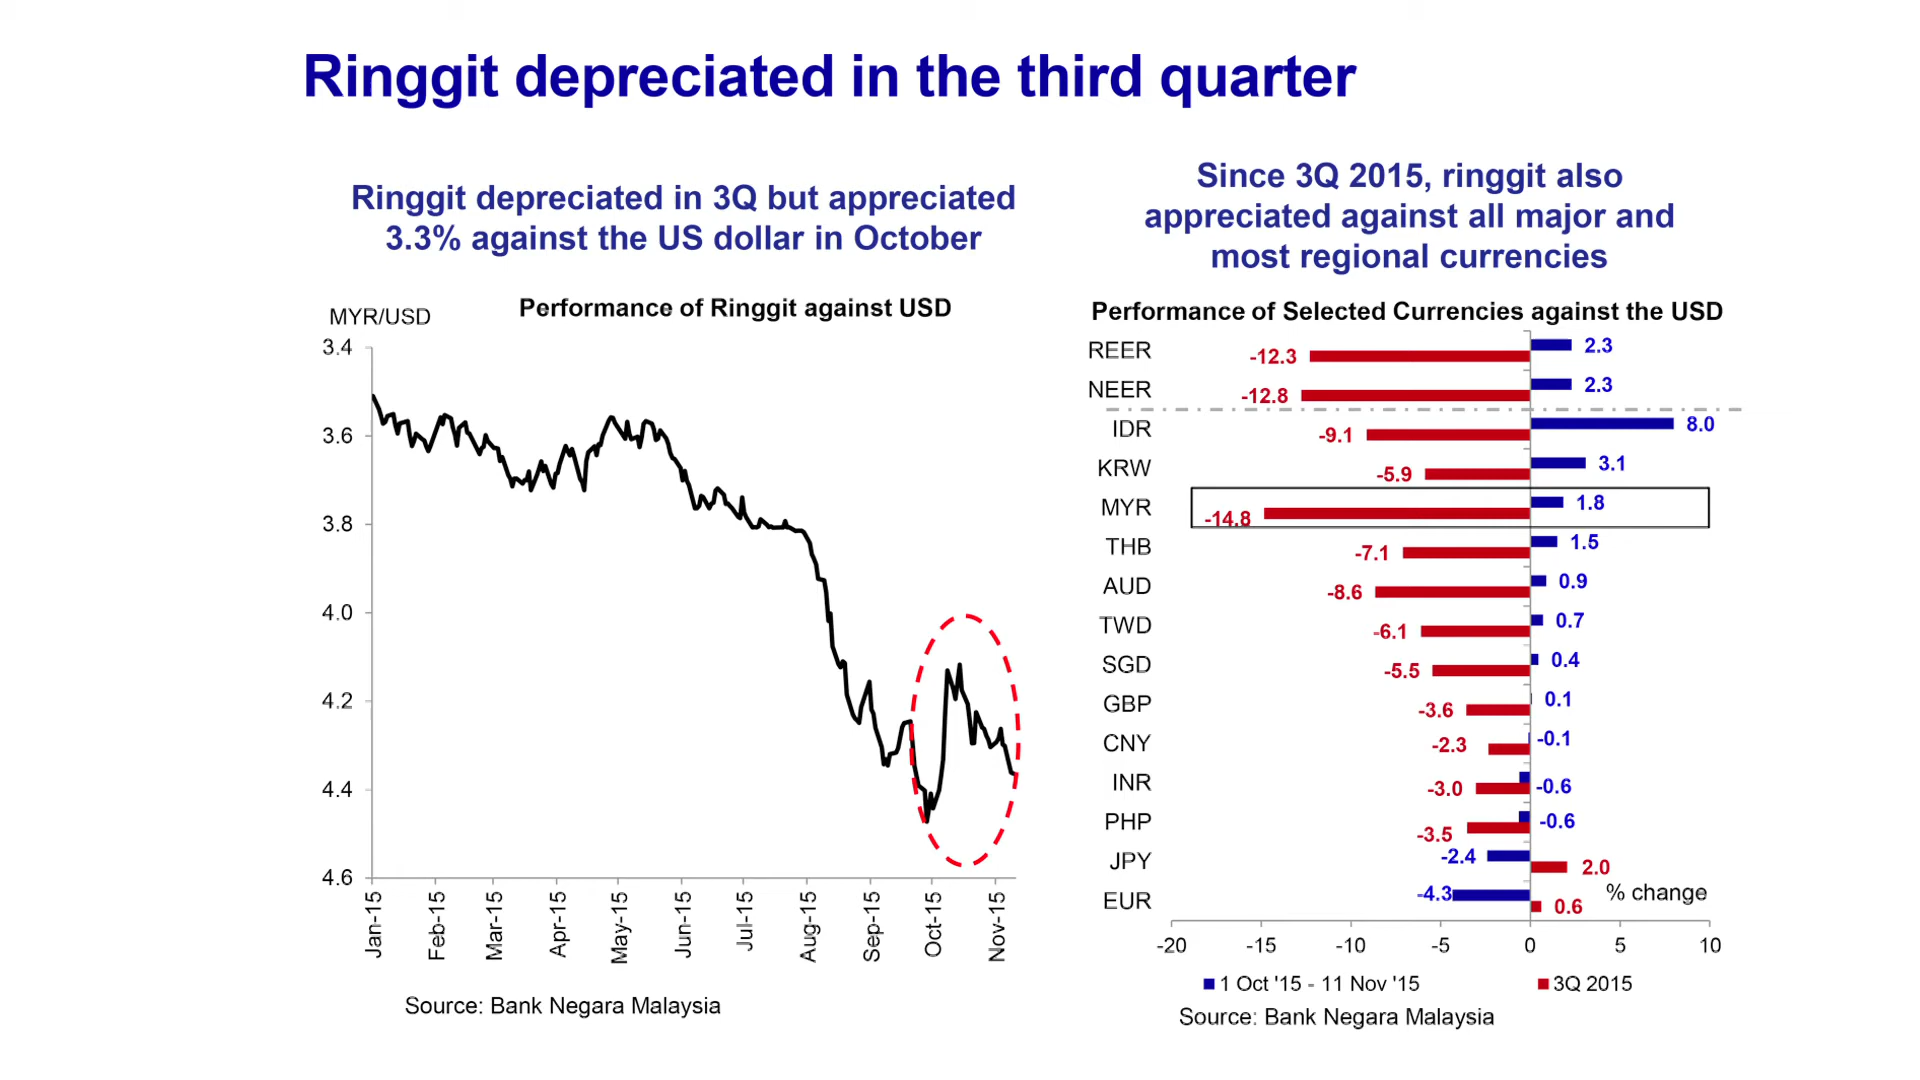 Ringgit depreciated in the third quarter
Ringgit depreciated in 3Q but appreciated
3.3% against the US dollar in October
MYR/USD
Performance of Ringgit against USD
3.4
3.6
3.8
4.0
4.2
4.4
4.6
Jan-15
Feb-15
Mar-15
Apr-15
May-15
Jun-15
Jul-15
Aug-15
Sep-15
Oct-15
Nov-15
Source: Bank Negara Malaysia
Since 3Q 2015, ringgit also
appreciated against all major and
most regional currencies
Performance of Selected Currencies against the USD
REER -12.3 2.3
NEER -12.8 2.3
IDR -9.1 8.0
KRW -5.9 3.1
MYR -14.8 1.8
THB -7.1 1.5
AUD -8.6 0.9
TWD -6.1 0.7
SGD -5.5 0.4
GBP -3.6 0.1
CNY -2.3 -0.1
INR -3.0 -0.6
PHP -3.5 -0.6
JPY -2.4 2.0
EUR -4.3 0.6
% change
-20 -15 -10 -5 0 5 10
1 Oct '15 - 11 Nov '15 3Q 2015
Source: Bank Negara Malaysia